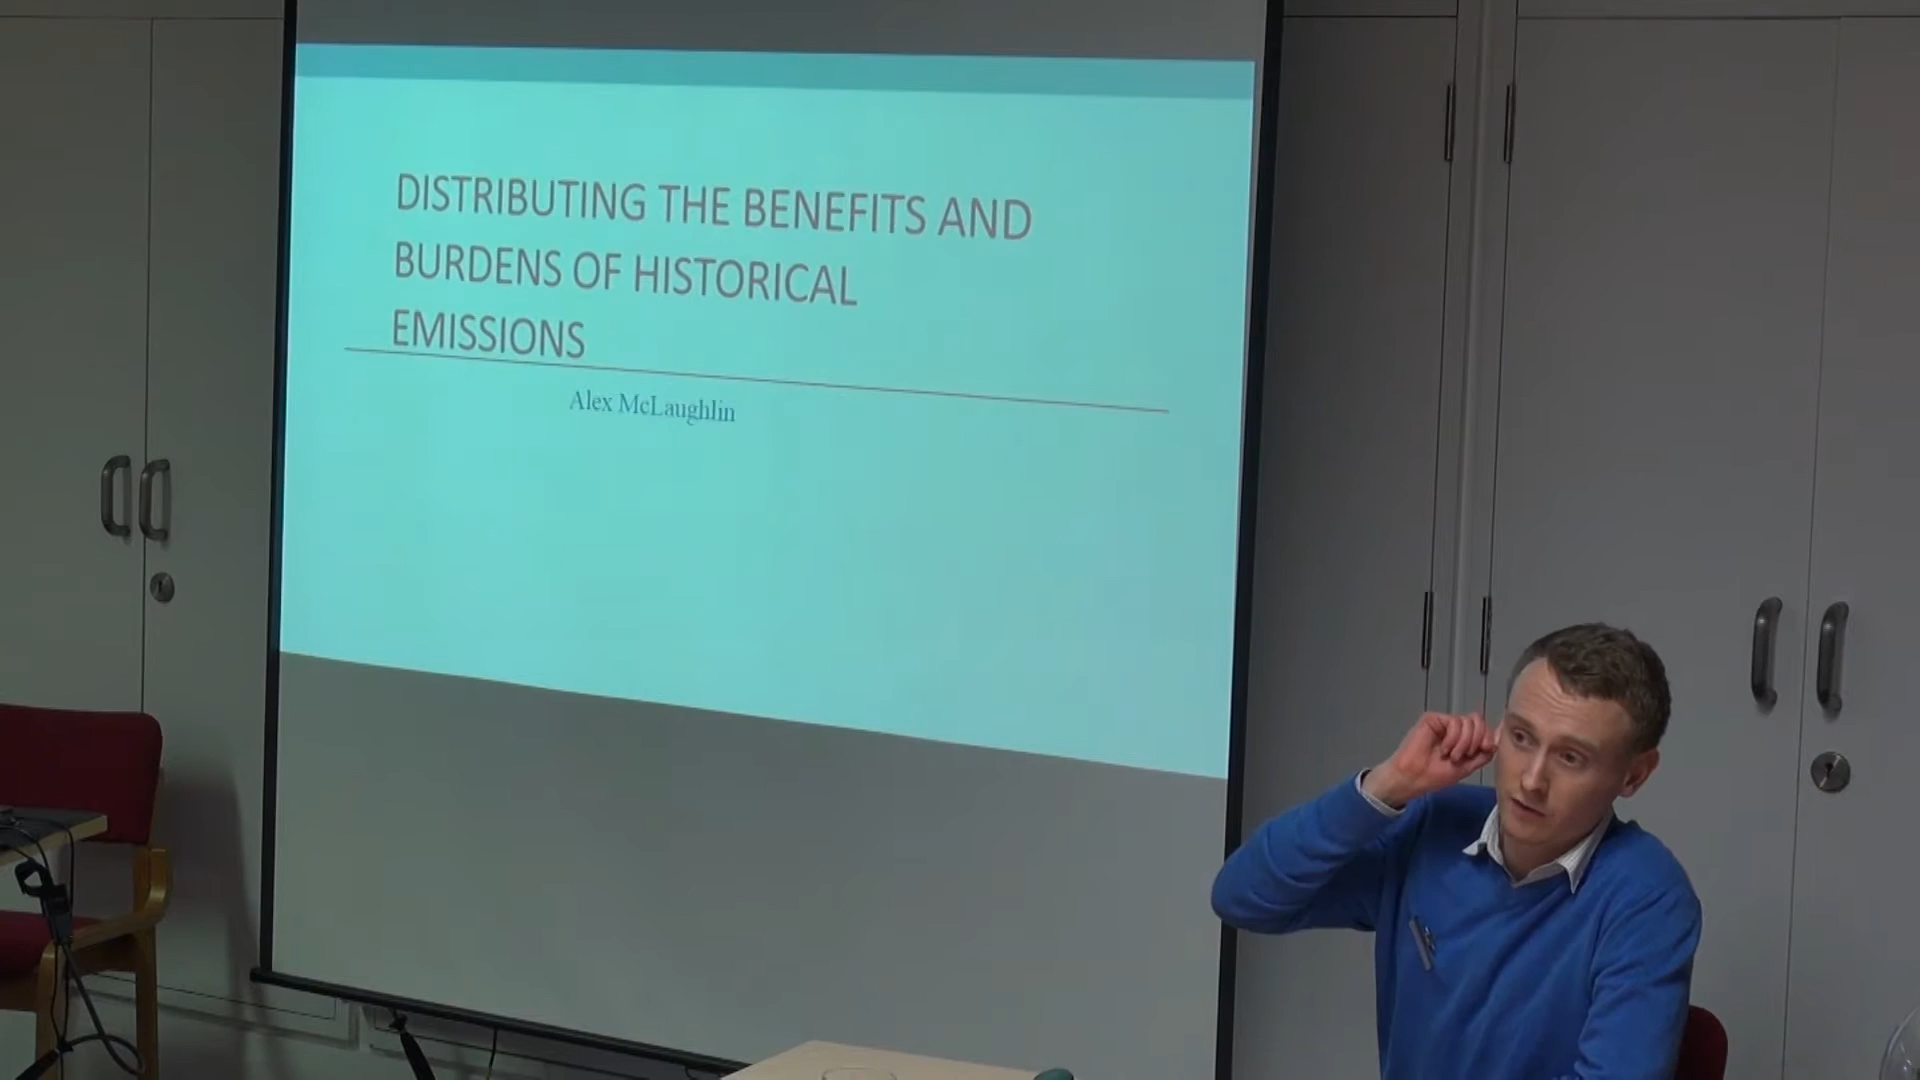 DISTRIBUTING THE BENEFITS AND
BURDENS OF HISTORICAL
EMISSIONS
Alex McLaughlin